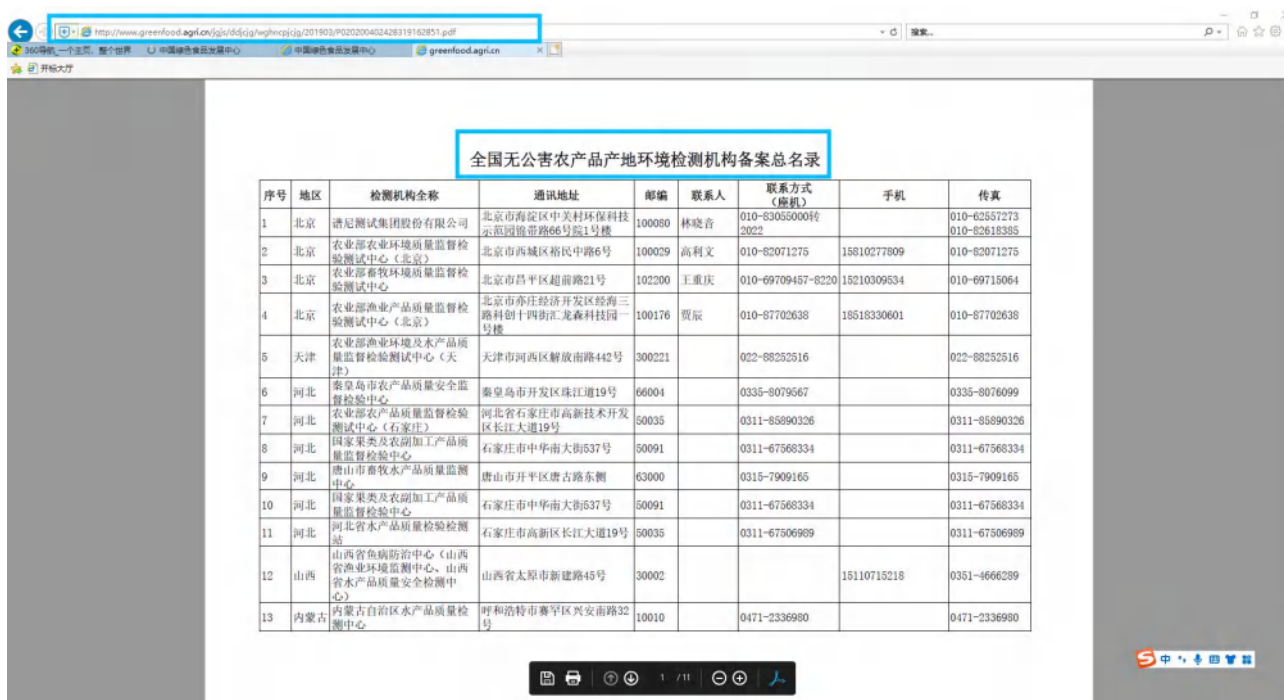 http://www.greenfood.agri.cn/jgjs/ddjcjg/wghncpjcjg/201903/P020200402428319162851.pdf
搜索...
360导航_一个主页，整个世界 中国绿色食品发展中心 中国绿色食品发展中心 greenfood.agri.cn ×
开标大厅
全国无公害农产品产地环境检测机构备案总名录
序号 地区 检测机构全称 通讯地址 邮编 联系人 联系方式（座机） 手机 传真
1 北京 谱尼测试集团股份有限公司 北京市海淀区中关村环保科技示范园锦带路66号院1号楼 100080 林晓音 010-83055000转2022 010-62557273 010-82618385
2 北京 农业部农业环境质量监督检验测试中心（北京） 北京市西城区裕民中路6号 100029 高利文 010-82071275 15810277809 010-82071275
3 北京 农业部畜牧环境质量监督检验测试中心 北京市昌平区超前路21号 102200 王重庆 010-69709457-8220 15210309534 010-69715064
4 北京 农业部渔业产品质量监督检验测试中心（北京） 北京市亦庄经济开发区经海三路科创十四街汇龙森科技园一号楼 100176 贾辰 010-87702638 18518330601 010-87702638
5 天津 农业部渔业环境及水产品质量监督检验测试中心（天津） 天津市河西区解放南路442号 300221 022-88252516 022-88252516
6 河北 秦皇岛市农产品质量安全监督检验中心 秦皇岛市开发区珠江道19号 66004 0335-8079567 0335-8076099
7 河北 农业部农产品质量监督检验测试中心（石家庄） 河北省石家庄市高新技术开发区长江大道19号 50035 0311-85890326 0311-85890326
8 河北 国家果类及农副加工产品质量监督检验中心 石家庄市中华南大街537号 50091 0311-67568334 0311-67568334
9 河北 唐山市畜牧水产品质量监测中心 唐山市开平区唐古路东侧 63000 0315-7909165 0315-7909165
10 河北 国家果类及农副加工产品质量监督检验中心 石家庄市中华南大街537号 50091 0311-67568334 0311-67568334
11 河北 河北省水产品质量检验检测站 石家庄市高新区长江大道19号 50035 0311-67506989 0311-67506989
12 山西 山西省鱼病防治中心（山西省渔业环境监测中心、山西省水产品质量安全检测中心） 山西省太原市新建路45号 30002 15110715218 0351-4666289
13 内蒙古 内蒙古自治区水产品质量检测中心 呼和浩特市赛罕区兴安南路32号 10010 0471-2336980 0471-2336980
1 /11
中